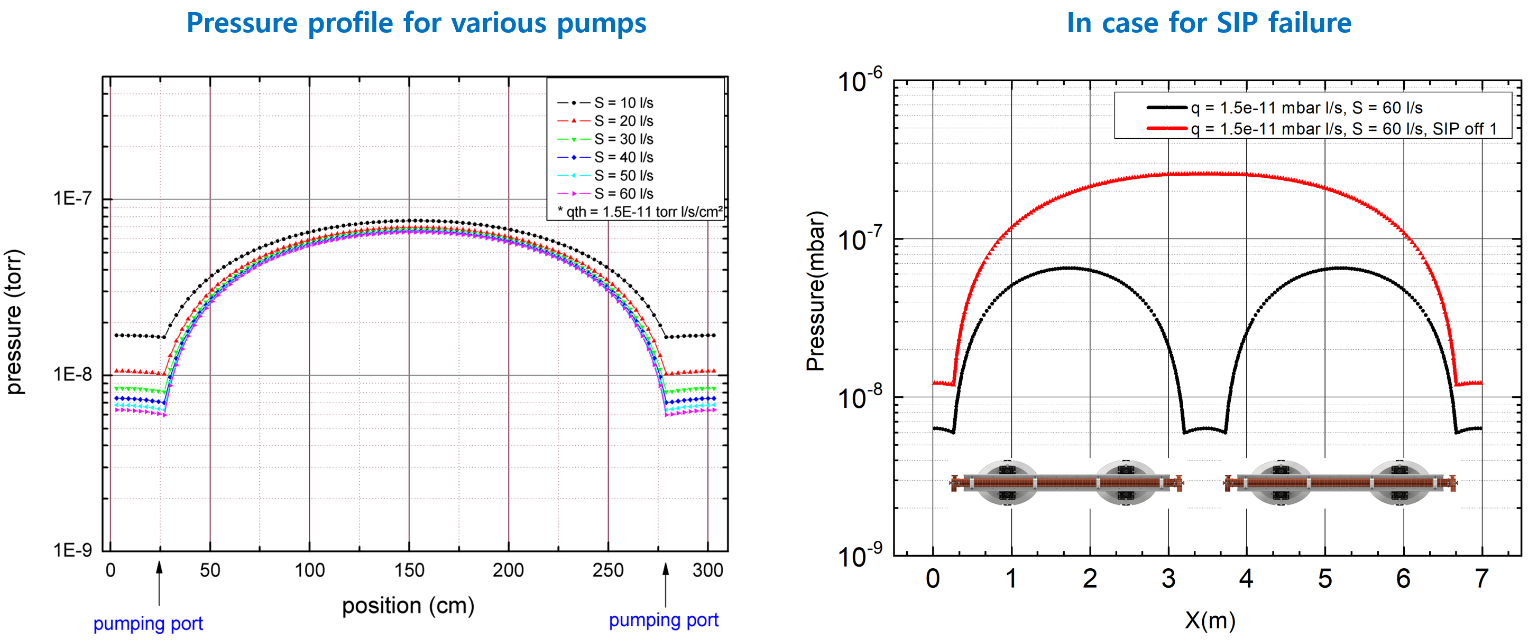 Pressure profile for various pumps
S = 10 l/s
S = 20 l/s
S = 30 l/s
S = 40 l/s
S = 50 l/s
S = 60 l/s
* qth = 1.5E-11 torr l/s/cm²
1E-7
1E-8
1E-9
pressure (torr)
0 50 100 150 200 250 300
position (cm)
pumping port
pumping port
In case for SIP failure
q = 1.5e-11 mbar l/s, S = 60 l/s
q = 1.5e-11 mbar l/s, S = 60 l/s, SIP off 1
10⁻⁶
10⁻⁷
10⁻⁸
10⁻⁹
Pressure(mbar)
0 1 2 3 4 5 6 7
X(m)